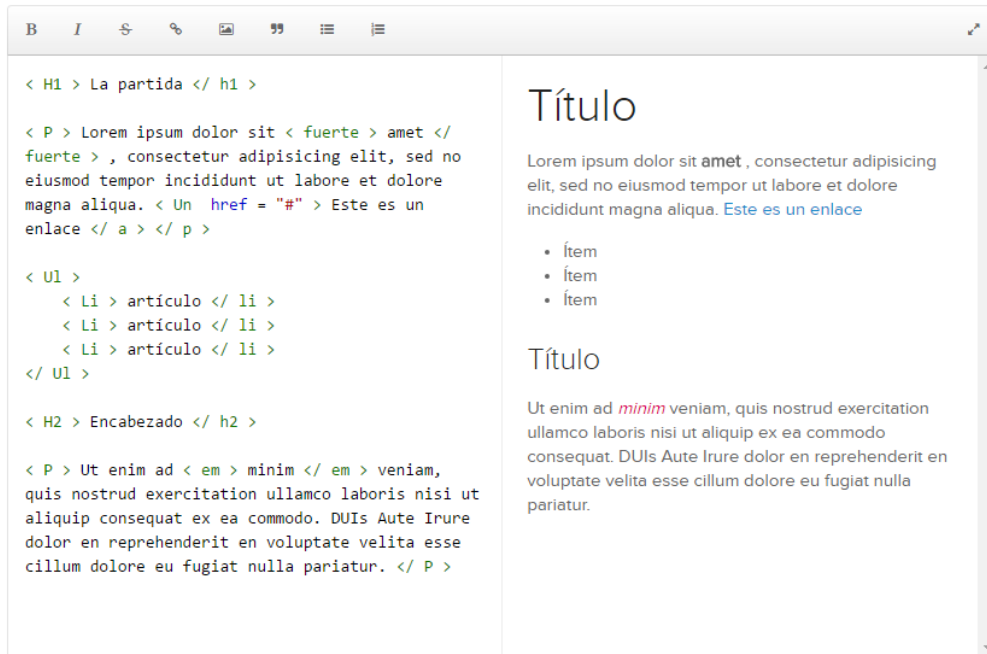 B I S
< H1 > La partida </ h1 >
< P > Lorem ipsum dolor sit < fuerte > amet </
fuerte > , consectetur adipisicing elit, sed no
eiusmod tempor incididunt ut labore et dolore
magna aliqua. < Un  href = "#" > Este es un
enlace </ a > </ p >
< Ul >
< Li > artículo </ li >
< Li > artículo </ li >
< Li > artículo </ li >
</ Ul >
< H2 > Encabezado </ h2 >
< P > Ut enim ad < em > minim </ em > veniam,
quis nostrud exercitation ullamco laboris nisi ut
aliquip consequat ex ea commodo. DUIs Aute Irure
dolor en reprehenderit en voluptate velita esse
cillum dolore eu fugiat nulla pariatur. </ P >
Título
Lorem ipsum dolor sit amet , consectetur adipisicing
elit, sed no eiusmod tempor ut labore et dolore
incididunt magna aliqua. Este es un enlace
• Ítem
• Ítem
• Ítem
Título
Ut enim ad minim veniam, quis nostrud exercitation
ullamco laboris nisi ut aliquip ex ea commodo
consequat. DUIs Aute Irure dolor en reprehenderit en
voluptate velita esse cillum dolore eu fugiat nulla
pariatur.